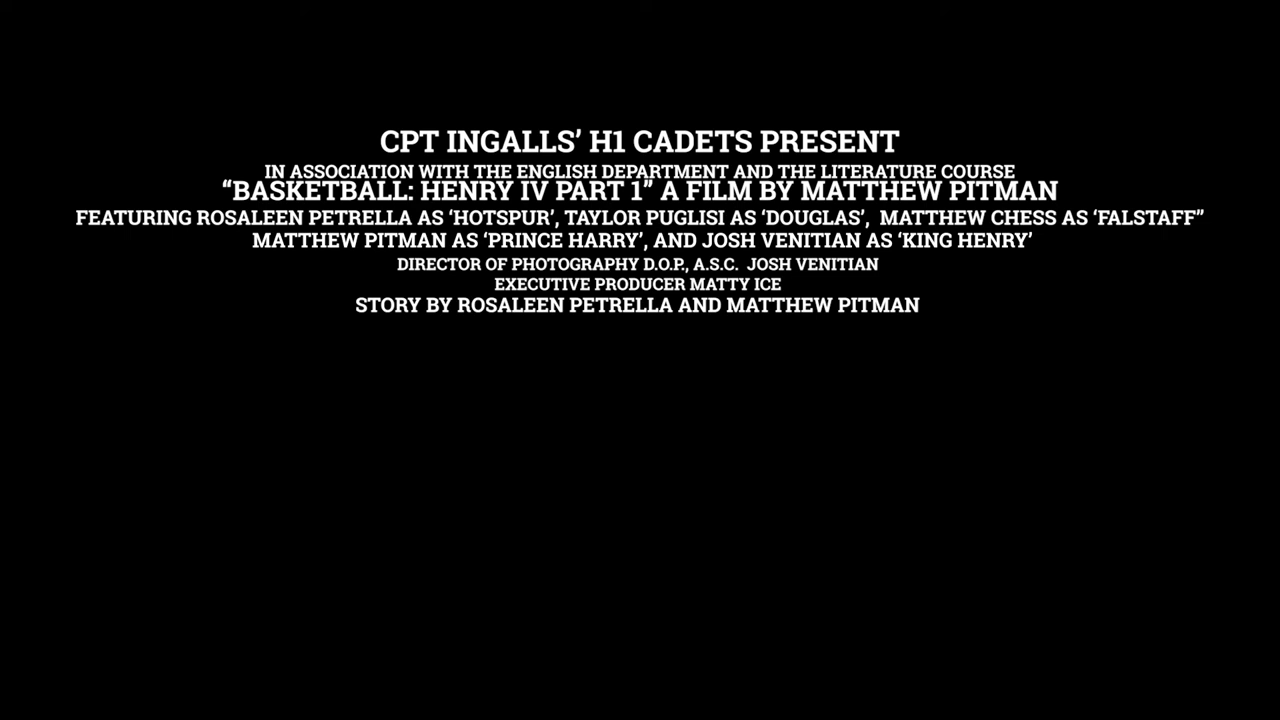 CPT INGALLS’ H1 CADETS PRESENT
IN ASSOCIATION WITH THE ENGLISH DEPARTMENT AND THE LITERATURE COURSE
“BASKETBALL: HENRY IV PART 1” A FILM BY MATTHEW PITMAN
FEATURING ROSALEEN PETRELLA AS ‘HOTSPUR’, TAYLOR PUGLISI AS ‘DOUGLAS’, MATTHEW CHESS AS ‘FALSTAFF”
MATTHEW PITMAN AS ‘PRINCE HARRY’, AND JOSH VENITIAN AS ‘KING HENRY’
DIRECTOR OF PHOTOGRAPHY D.O.P., A.S.C. JOSH VENITIAN
EXECUTIVE PRODUCER MATTY ICE
STORY BY ROSALEEN PETRELLA AND MATTHEW PITMAN